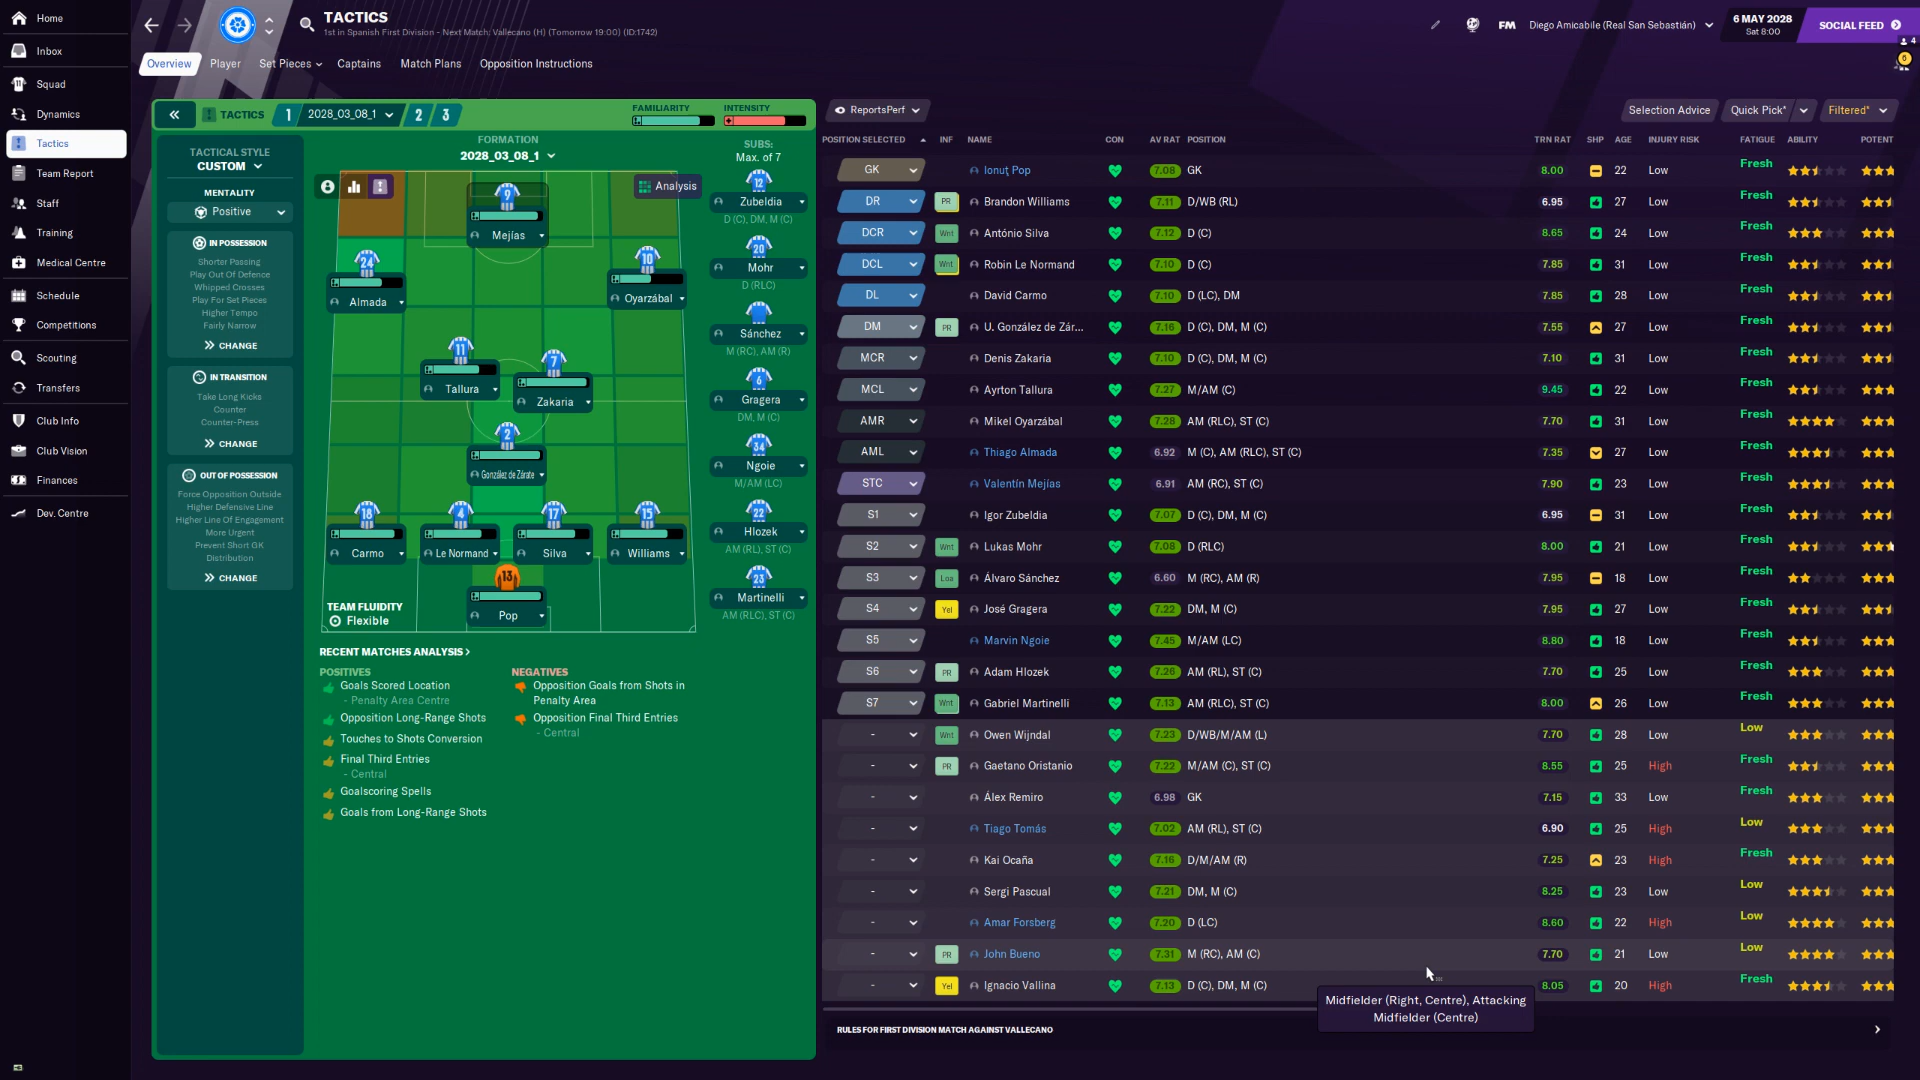 Home
Inbox
Squad
Dynamics
Tactics
Team Report
Staff
Training
Medical Centre
Schedule
Competitions
Scouting
Transfers
Club Info
Club Vision
Finances
Dev. Centre
TACTICS
1st in Spanish First Division - Next Match: Vallecano (H) (Tomorrow 19:00) (ID:1742)
FM
Diego Amicabile (Real San Sebastián)
6 MAY 2028
Sat 8:00
SOCIAL FEED
4
Overview
Player
Set Pieces
Captains
Match Plans
Opposition Instructions
TACTICS
1
2028_03_08_1
2
3
FAMILIARITY
INTENSITY
TACTICAL STYLE
CUSTOM
MENTALITY
Positive
IN POSSESSION
Shorter Passing
Play Out Of Defence
Whipped Crosses
Play For Set Pieces
Higher Tempo
Fairly Narrow
CHANGE
IN TRANSITION
Take Long Kicks
Counter
Counter-Press
CHANGE
OUT OF POSSESSION
Force Opposition Outside
Higher Defensive Line
Higher Line Of Engagement
More Urgent
Prevent Short GK
Distribution
CHANGE
FORMATION
2028_03_08_1
Analysis
9
Mejías
24
Almada
10
Oyarzábal
11
Tallura
7
Zakaria
2
González de Zárate
18
Carmo
4
Le Normand
17
Silva
15
Williams
13
Pop
TEAM FLUIDITY
Flexible
SUBS:
Max. of 7
12
Zubeldia
D (C), DM, M (C)
20
Mohr
D (RLC)
Sánchez
M (RC), AM (R)
6
Gragera
DM, M (C)
34
Ngoie
M/AM (LC)
22
Hlozek
AM (RL), ST (C)
23
Martinelli
AM (RLC), ST (C)
RECENT MATCHES ANALYSIS >
POSITIVES
Goals Scored Location
- Penalty Area Centre
Opposition Long-Range Shots
Touches to Shots Conversion
Final Third Entries
- Central
Goalscoring Spells
Goals from Long-Range Shots
NEGATIVES
Opposition Goals from Shots in
Penalty Area
Opposition Final Third Entries
- Central
ReportsPerf
Selection Advice
Quick Pick*
Filtered*
POSITION SELECTED INF NAME CON AV RAT POSITION TRN RAT SHP AGE INJURY RISK FATIGUE ABILITY POTENT
GK Ionuț Pop 7.08 GK 8.00 22 Low Fresh
DR PR Brandon Williams 7.11 D/WB (RL) 6.95 27 Low Fresh
DCR Wnt António Silva 7.12 D (C) 8.65 24 Low Fresh
DCL Wnt Robin Le Normand 7.10 D (C) 7.85 31 Low Fresh
DL David Carmo 7.10 D (LC), DM 7.85 28 Low Fresh
DM PR U. González de Zár... 7.16 D (C), DM, M (C) 7.55 27 Low Fresh
MCR Denis Zakaria 7.10 D (C), DM, M (C) 7.10 31 Low Fresh
MCL Ayrton Tallura 7.27 M/AM (C) 9.45 22 Low Fresh
AMR Mikel Oyarzábal 7.28 AM (RLC), ST (C) 7.70 31 Low Fresh
AML Thiago Almada 6.92 M (C), AM (RLC), ST (C) 7.35 27 Low Fresh
STC Valentín Mejías 6.91 AM (RC), ST (C) 7.90 23 Low Fresh
S1 Igor Zubeldia 7.07 D (C), DM, M (C) 6.95 31 Low Fresh
S2 Wnt Lukas Mohr 7.08 D (RLC) 8.00 21 Low Fresh
S3 Loa Álvaro Sánchez 6.60 M (RC), AM (R) 7.95 18 Low Fresh
S4 Yel José Gragera 7.22 DM, M (C) 7.95 27 Low Fresh
S5 Marvin Ngoie 7.45 M/AM (LC) 8.80 18 Low Fresh
S6 PR Adam Hlozek 7.26 AM (RL), ST (C) 7.70 25 Low Fresh
S7 Wnt Gabriel Martinelli 7.13 AM (RLC), ST (C) 8.00 26 Low Fresh
- Wnt Owen Wijndal 7.23 D/WB/M/AM (L) 7.70 28 Low Low
- PR Gaetano Oristanio 7.22 M/AM (C), ST (C) 8.55 25 High Fresh
- Álex Remiro 6.98 GK 7.15 33 Low Fresh
- Tiago Tomás 7.02 AM (RL), ST (C) 6.90 25 High Low
- Kai Ocaña 7.16 D/M/AM (R) 7.25 23 High Fresh
- Sergi Pascual 7.21 DM, M (C) 8.25 23 Low Low
- Amar Forsberg 7.20 D (LC) 8.60 22 High Low
- PR John Bueno 7.31 M (RC), AM (C) 7.70 21 Low Low
- Yel Ignacio Vallina 7.13 D (C), DM, M (C) 8.05 20 High Fresh
Midfielder (Right, Centre), Attacking
Midfielder (Centre)
RULES FOR FIRST DIVISION MATCH AGAINST VALLECANO